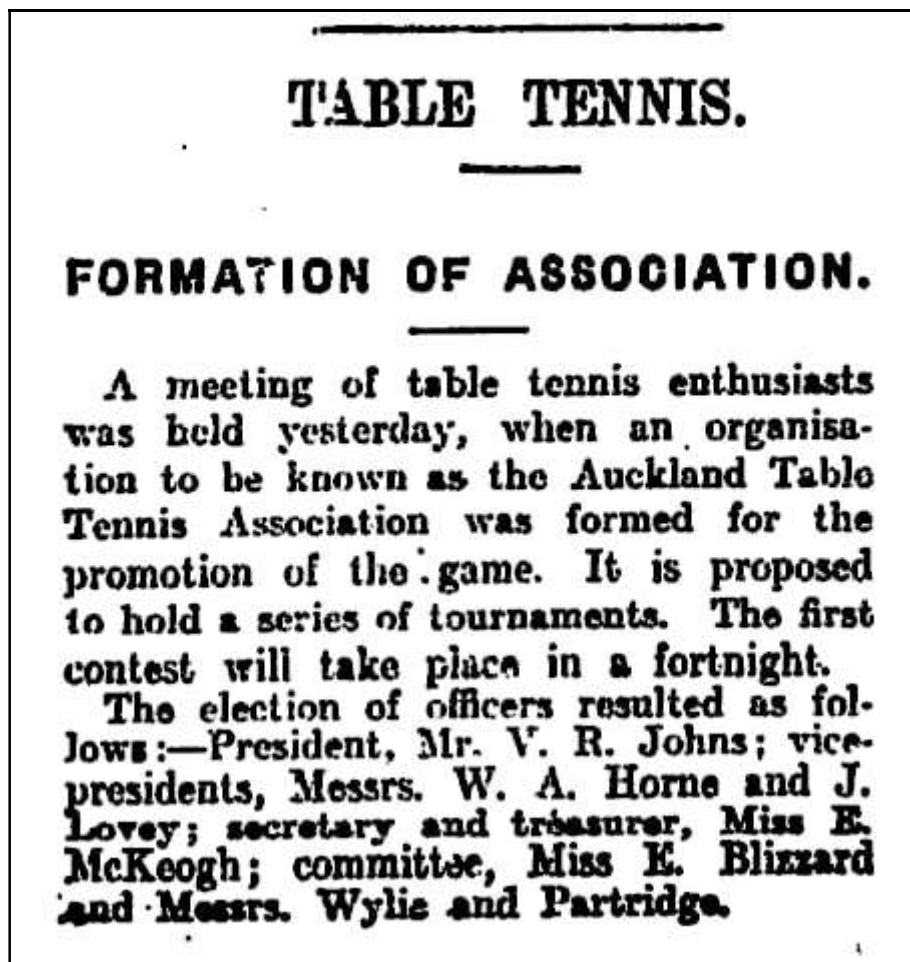 TABLE TENNIS.
FORMATION OF ASSOCIATION.
A meeting of table tennis enthusiasts
was held yesterday, when an organisa-
tion to be known as the Auckland Table
Tennis Association was formed for the
promotion of the game. It is proposed
to hold a series of tournaments. The first
contest will take place in a fortnight.
The election of officers resulted as fol-
lows:—President, Mr. V. R. Johns; vice-
presidents, Messrs. W. A. Horne and J.
Lovey; secretary and treasurer, Miss E.
McKeogh; committee, Miss E. Blizzard
and Messrs. Wylie and Partridge.